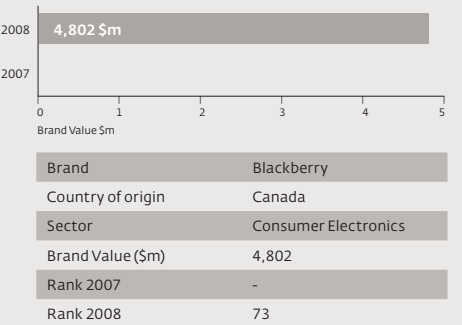 2008 4,802 $m
2007
0 1 2 3 4 5
Brand Value $m
Brand Blackberry
Country of origin Canada
Sector Consumer Electronics
Brand Value ($m) 4,802
Rank 2007 -
Rank 2008 73